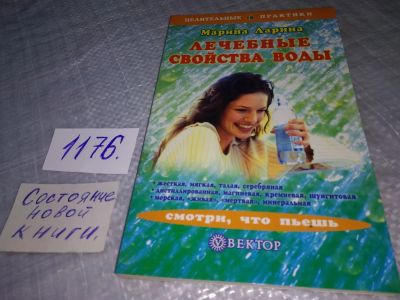 ЦЕЛИТЕЛЬНЫЕ ПРАКТИКИ
Марина Ларина
ЛЕЧЕБНЫЕ
СВОЙСТВА ВОДЫ
• жесткая, мягкая, талая, серебряная
• дистиллированная, магниевая, кремневая, шунгитовая
• морская, «живая», «мертвая», минеральная
смотри, что пьешь
ВЕКТОР
1176.
Состояние
новой
книги.